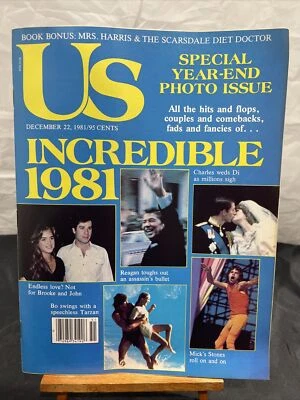 BOOK BONUS: MRS. HARRIS & THE SCARSDALE DIET DOCTOR
US
SPECIAL
YEAR-END
PHOTO ISSUE
DECEMBER 22, 1981/95 CENTS
All the hits and flops,
couples and comebacks,
fads and fancies of. . .
INCREDIBLE
1981
Charles weds Di
as millions sigh
Endless love? Not
for Brooke and John
Reagan toughs out
an assassin's bullet
Bo swings with a
speechless Tarzan
Mick's Stones
roll on and on